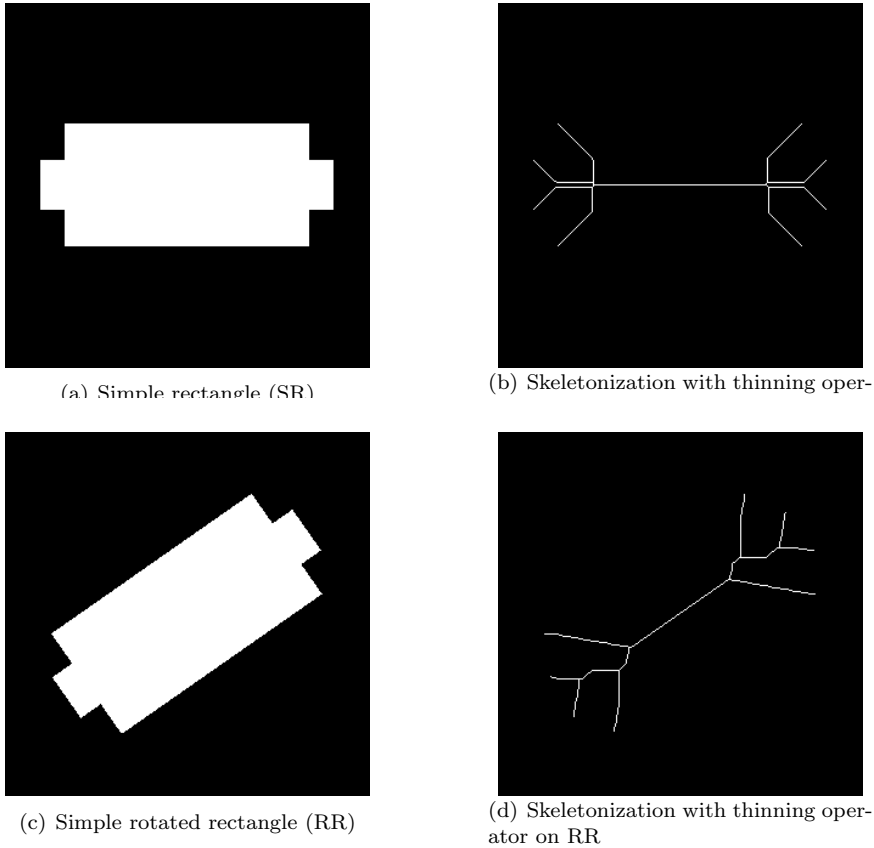 (a) Simple rectangle (SR)
(b) Skeletonization with thinning oper-
(c) Simple rotated rectangle (RR)
(d) Skeletonization with thinning oper-
ator on RR